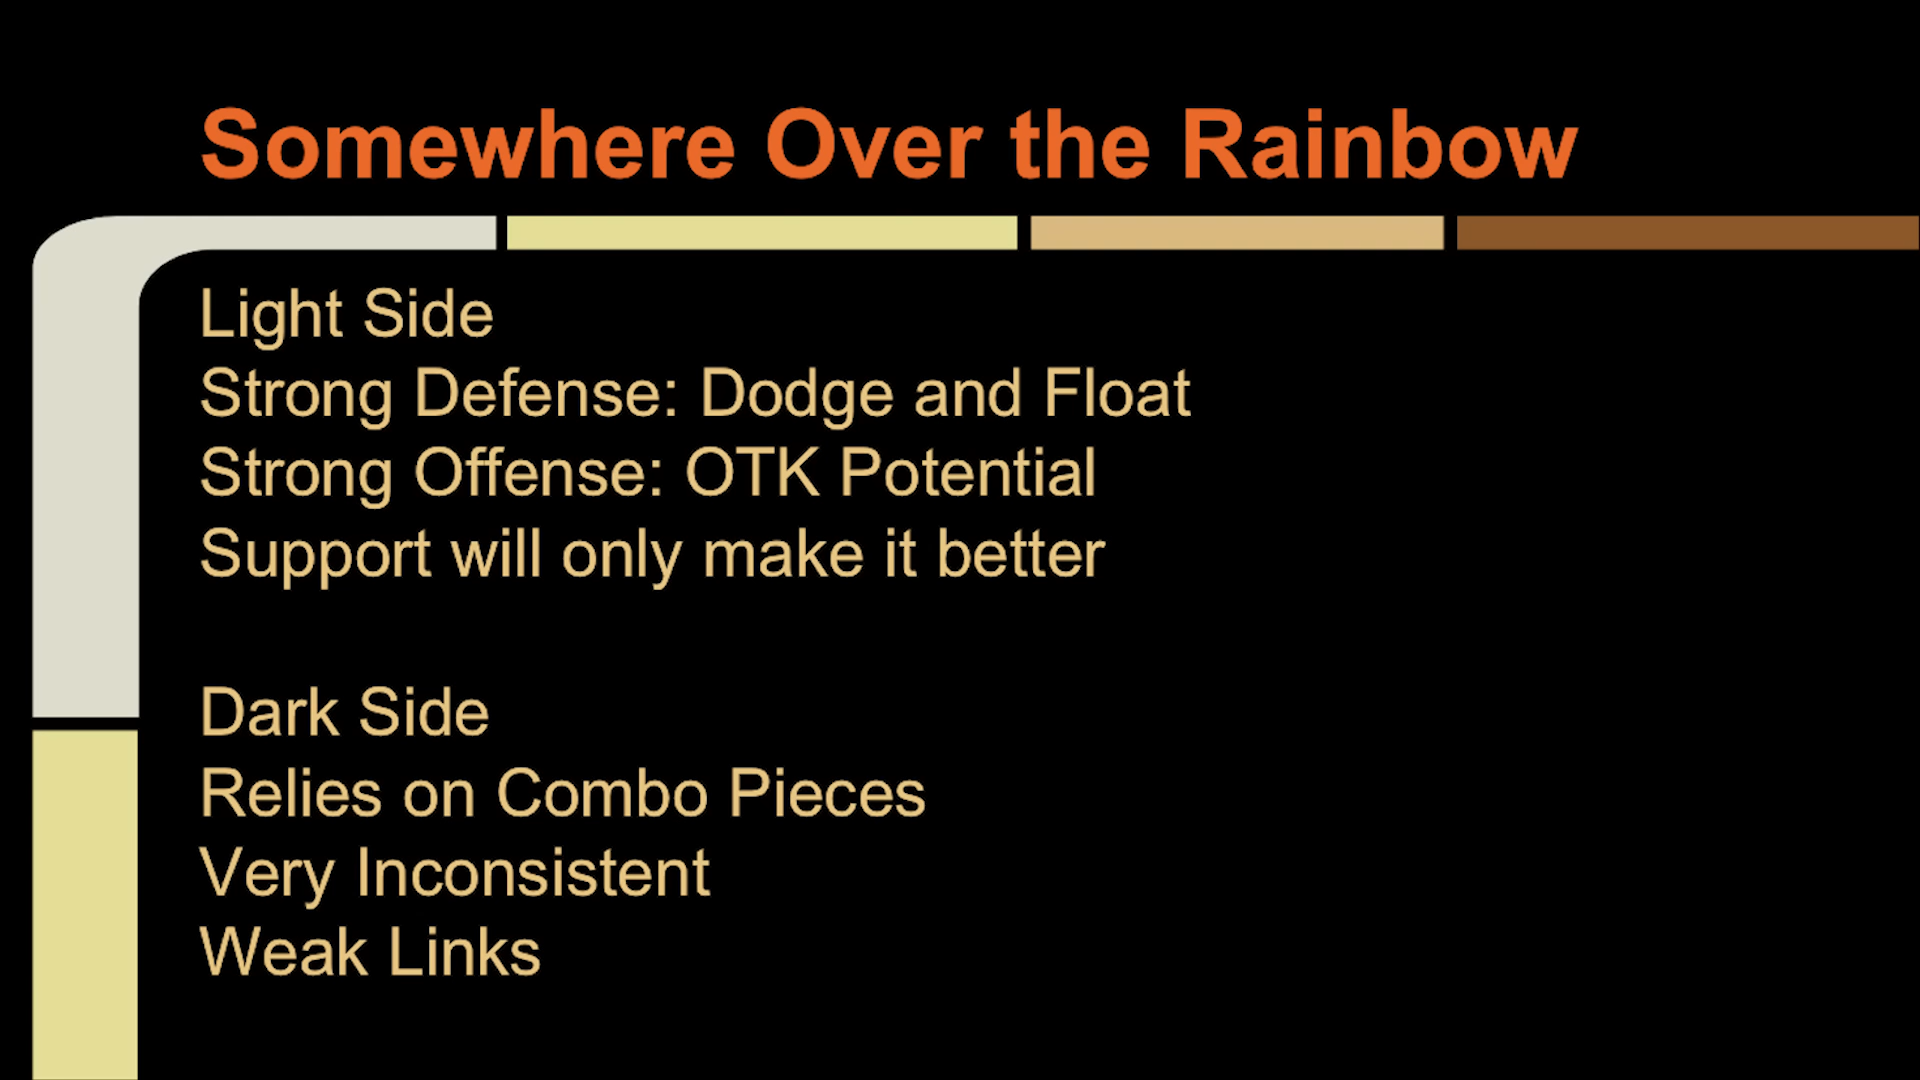 Somewhere Over the Rainbow
Light Side
Strong Defense: Dodge and Float
Strong Offense: OTK Potential
Support will only make it better
Dark Side
Relies on Combo Pieces
Very Inconsistent
Weak Links